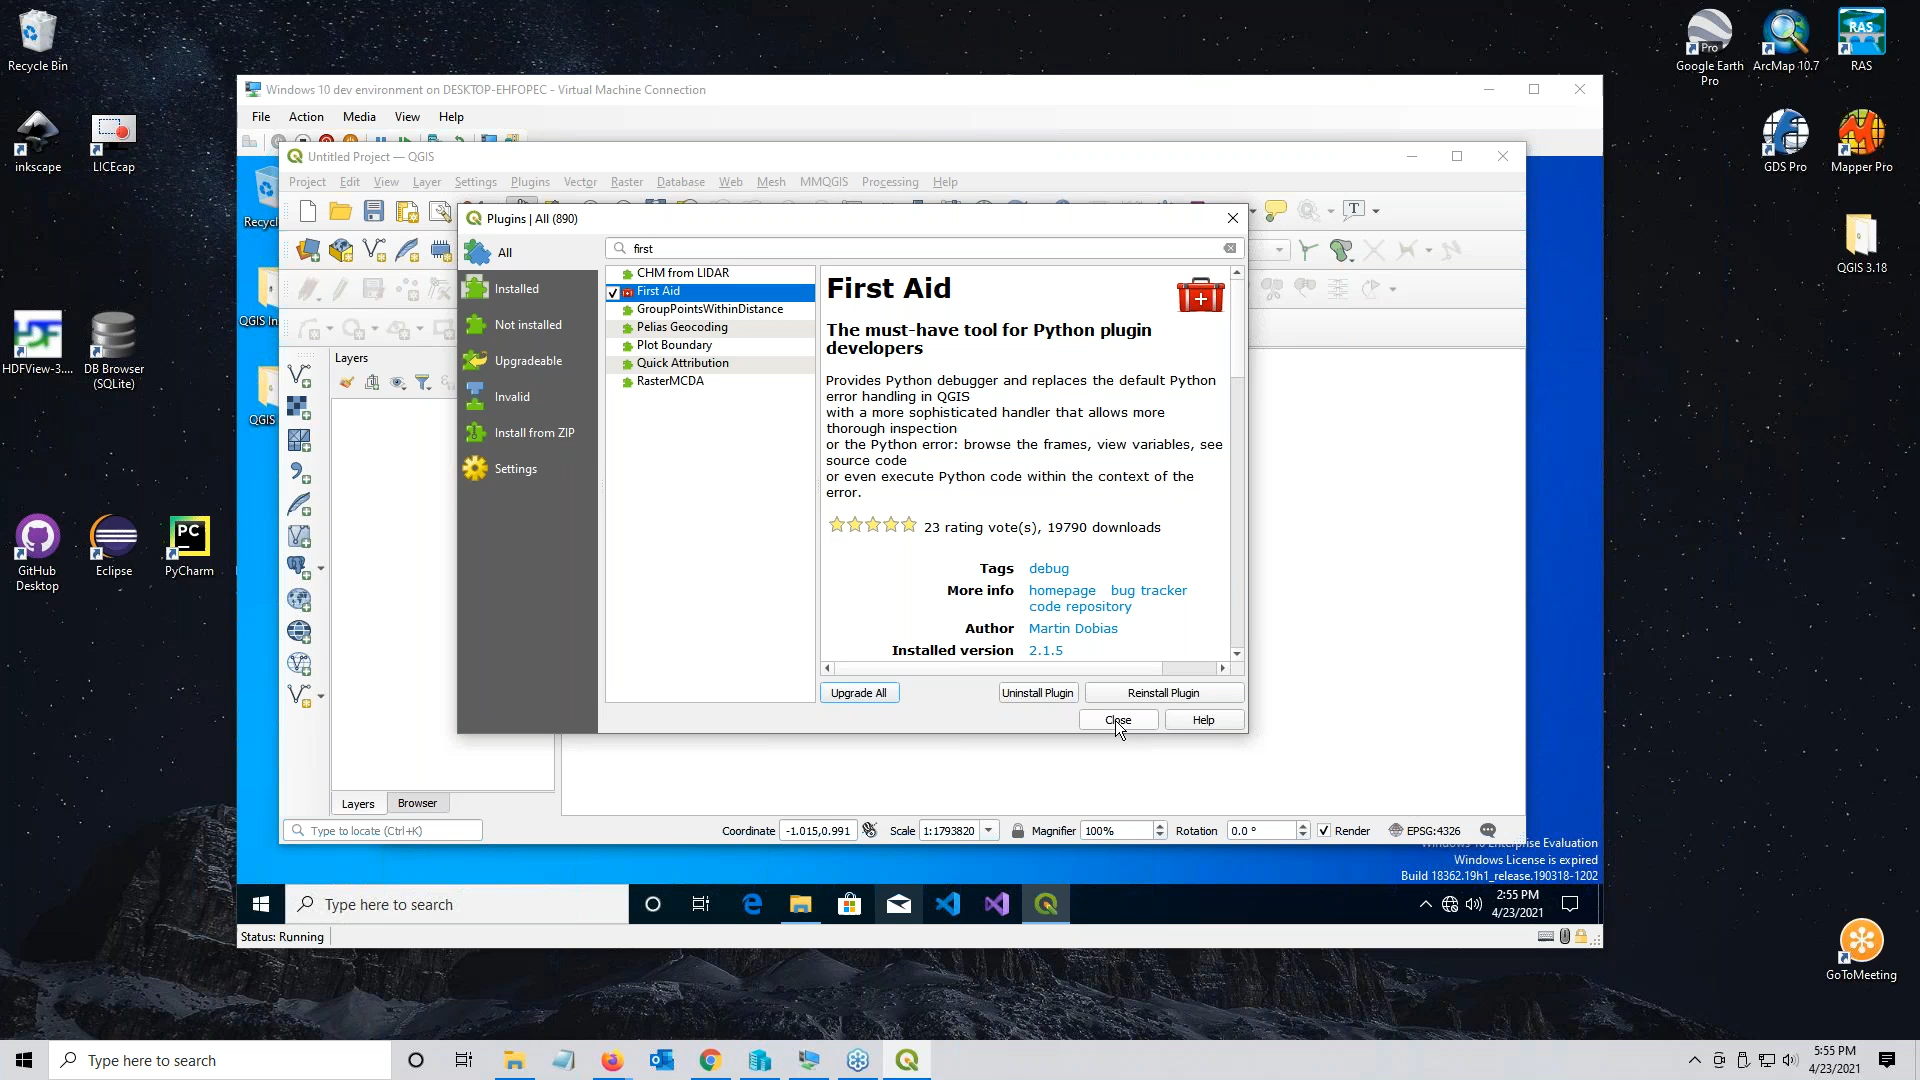 Recycle Bin
inkscape
LICEcap
HDFView-3....
DB Browser
(SQLite)
GitHub
Desktop
Eclipse
PC
PyCharm
Google Earth
Pro
ArcMap 10.7
RAS
RAS
GDS Pro
Mapper Pro
QGIS 3.18
GoToMeeting
Windows 10 dev environment on DESKTOP-EHFOPEC - Virtual Machine Connection
File Action Media View Help
Untitled Project — QGIS
Project Edit View Layer Settings Plugins Vector Raster Database Web Mesh MMQGIS Processing Help
Recycl
QGIS In
QGIS
Layers
Plugins | All (890)
All
Installed
Not installed
Upgradeable
Invalid
Install from ZIP
Settings
first
CHM from LIDAR
First Aid
GroupPointsWithinDistance
Pelias Geocoding
Plot Boundary
Quick Attribution
RasterMCDA
First Aid
The must-have tool for Python plugin
developers
Provides Python debugger and replaces the default Python
error handling in QGIS
with a more sophisticated handler that allows more
thorough inspection
or the Python error: browse the frames, view variables, see
source code
or even execute Python code within the context of the
error.
23 rating vote(s), 19790 downloads
Tags debug
More info homepage bug tracker
code repository
Author Martin Dobias
Installed version 2.1.5
Upgrade All Uninstall Plugin Reinstall Plugin
Close Help
Layers Browser
Type to locate (Ctrl+K) Coordinate -1.015,0.991 Scale 1:1793820 Magnifier 100% Rotation 0.0 ° Render EPSG:4326
Windows 10 Enterprise Evaluation
Windows License is expired
Build 18362.19h1_release.190318-1202
Type here to search
2:55 PM
4/23/2021
Status: Running
Type here to search
5:55 PM
4/23/2021